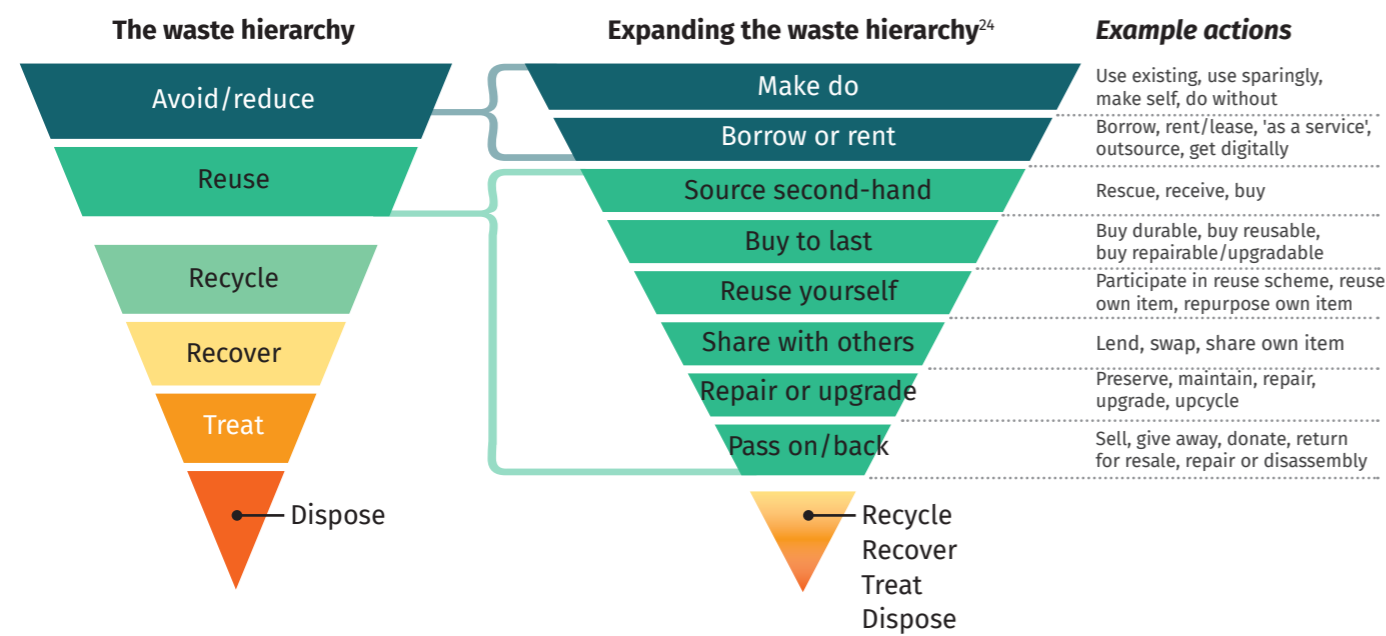 The waste hierarchy
Avoid/reduce
Reuse
Recycle
Recover
Treat
Dispose
Expanding the waste hierarchy24
Example actions
Make do
Use existing, use sparingly,
make self, do without
Borrow or rent
Borrow, rent/lease, 'as a service',
outsource, get digitally
Source second-hand
Rescue, receive, buy
Buy to last
Buy durable, buy reusable,
buy repairable/upgradable
Reuse yourself
Participate in reuse scheme, reuse
own item, repurpose own item
Share with others
Lend, swap, share own item
Repair or upgrade
Preserve, maintain, repair,
upgrade, upcycle
Pass on/back
Sell, give away, donate, return
for resale, repair or disassembly
Recycle
Recover
Treat
Dispose